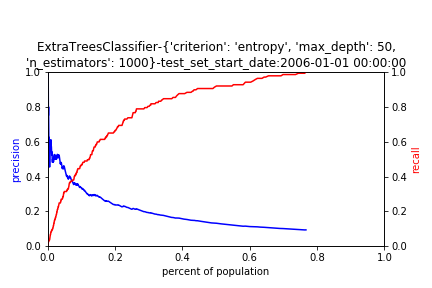 ExtraTreesClassifier-{'criterion': 'entropy', 'max_depth': 50,
'n_estimators': 1000}-test_set_start_date:2006-01-01 00:00:00
1.0
0.8
0.6
0.4
0.2
0.0
precision
1.0
0.8
0.6
0.4
0.2
0.0
recall
0.0 0.2 0.4 0.6 0.8 1.0
percent of population